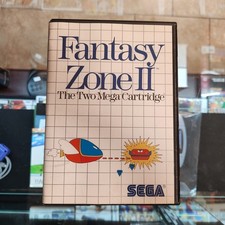 Fantasy
Zone II
The Two Mega Cartridge
SEGA